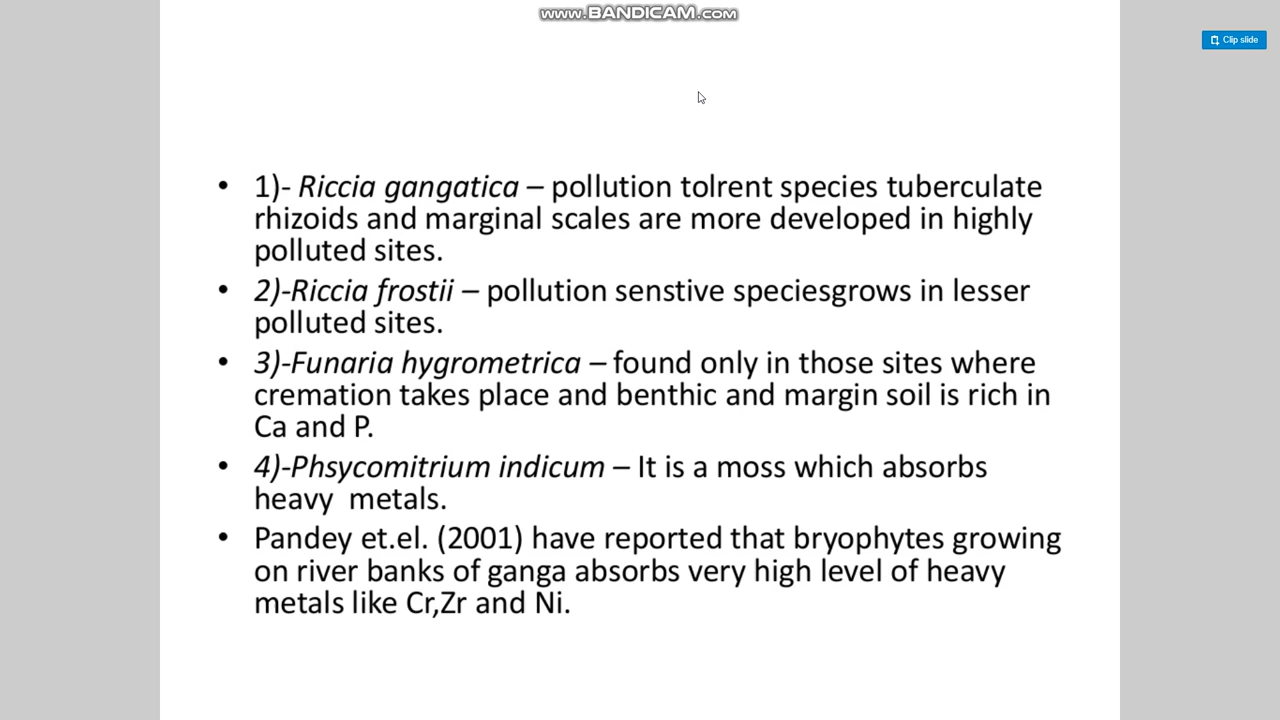 www.BANDICAM.com
Clip slide
• 1)- Riccia gangatica – pollution tolrent species tuberculate
rhizoids and marginal scales are more developed in highly
polluted sites.
• 2)-Riccia frostii – pollution senstive speciesgrows in lesser
polluted sites.
• 3)-Funaria hygrometrica – found only in those sites where
cremation takes place and benthic and margin soil is rich in
Ca and P.
• 4)-Phsycomitrium indicum – It is a moss which absorbs
heavy  metals.
• Pandey et.el. (2001) have reported that bryophytes growing
on river banks of ganga absorbs very high level of heavy
metals like Cr,Zr and Ni.